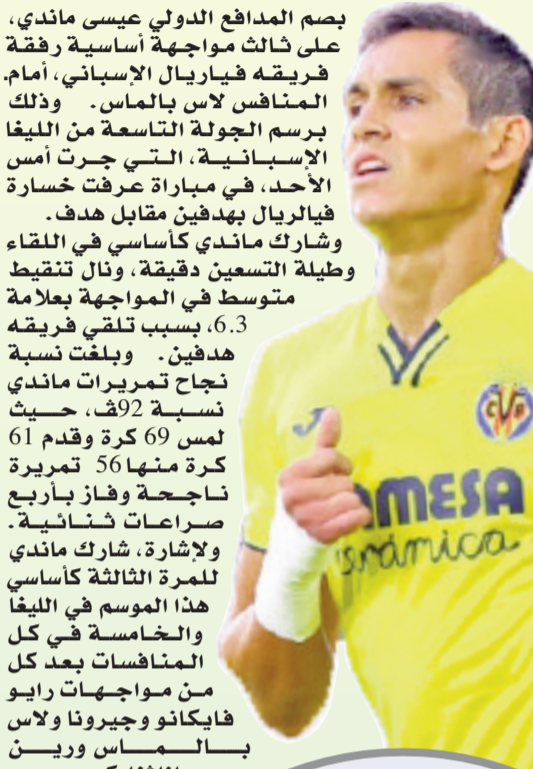 بصم المدافع الدولي عيسى ماندي،
على ثالث مواجهة أساسية رفقة
فريقه فياريال الإسباني، أمام
المنافس لاس بالماس. وذلك
برسم الجولة التاسعة من الليغا
الإسبانية، التي جرت أمس
الأحد، في مباراة عرفت خسارة
فيالريال بهدفين مقابل هدف.
وشارك ماندي كأساسي في اللقاء
وطيلة التسعين دقيقة، ونال تنقيط
متوسط في المواجهة بعلامة
6.3، بسبب تلقي فريقه
هدفين. وبلغت نسبة
نجاح تمريرات ماندي
نسبة 92ف، حيث
لمس 69 كرة وقدم 61
كرة منها 56 تمريرة
ناجحة وفاز بأربع
صراعات ثنائية.
ولإشارة، شارك ماندي
للمرة الثالثة كأساسي
هذا الموسم في الليغا
والخامسة في كل
المنافسات بعد كل
من مواجهات رايو
فايكانو وجيرونا ولاس
بالماس ورين
AMESA